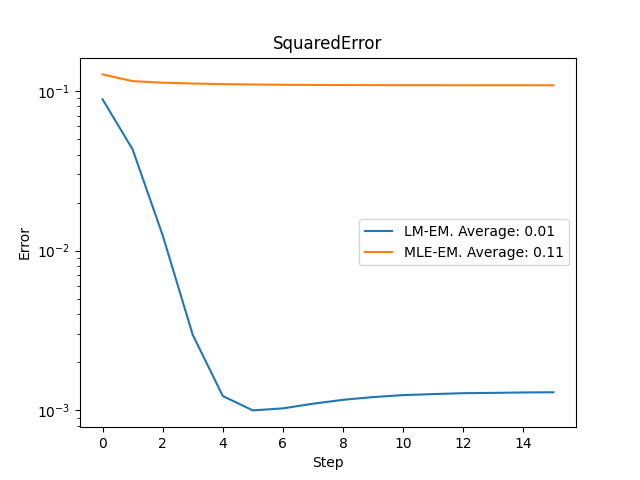 SquaredError
Error
10⁻¹
10⁻²
10⁻³
LM-EM. Average: 0.01
MLE-EM. Average: 0.11
0 2 4 6 8 10 12 14
Step